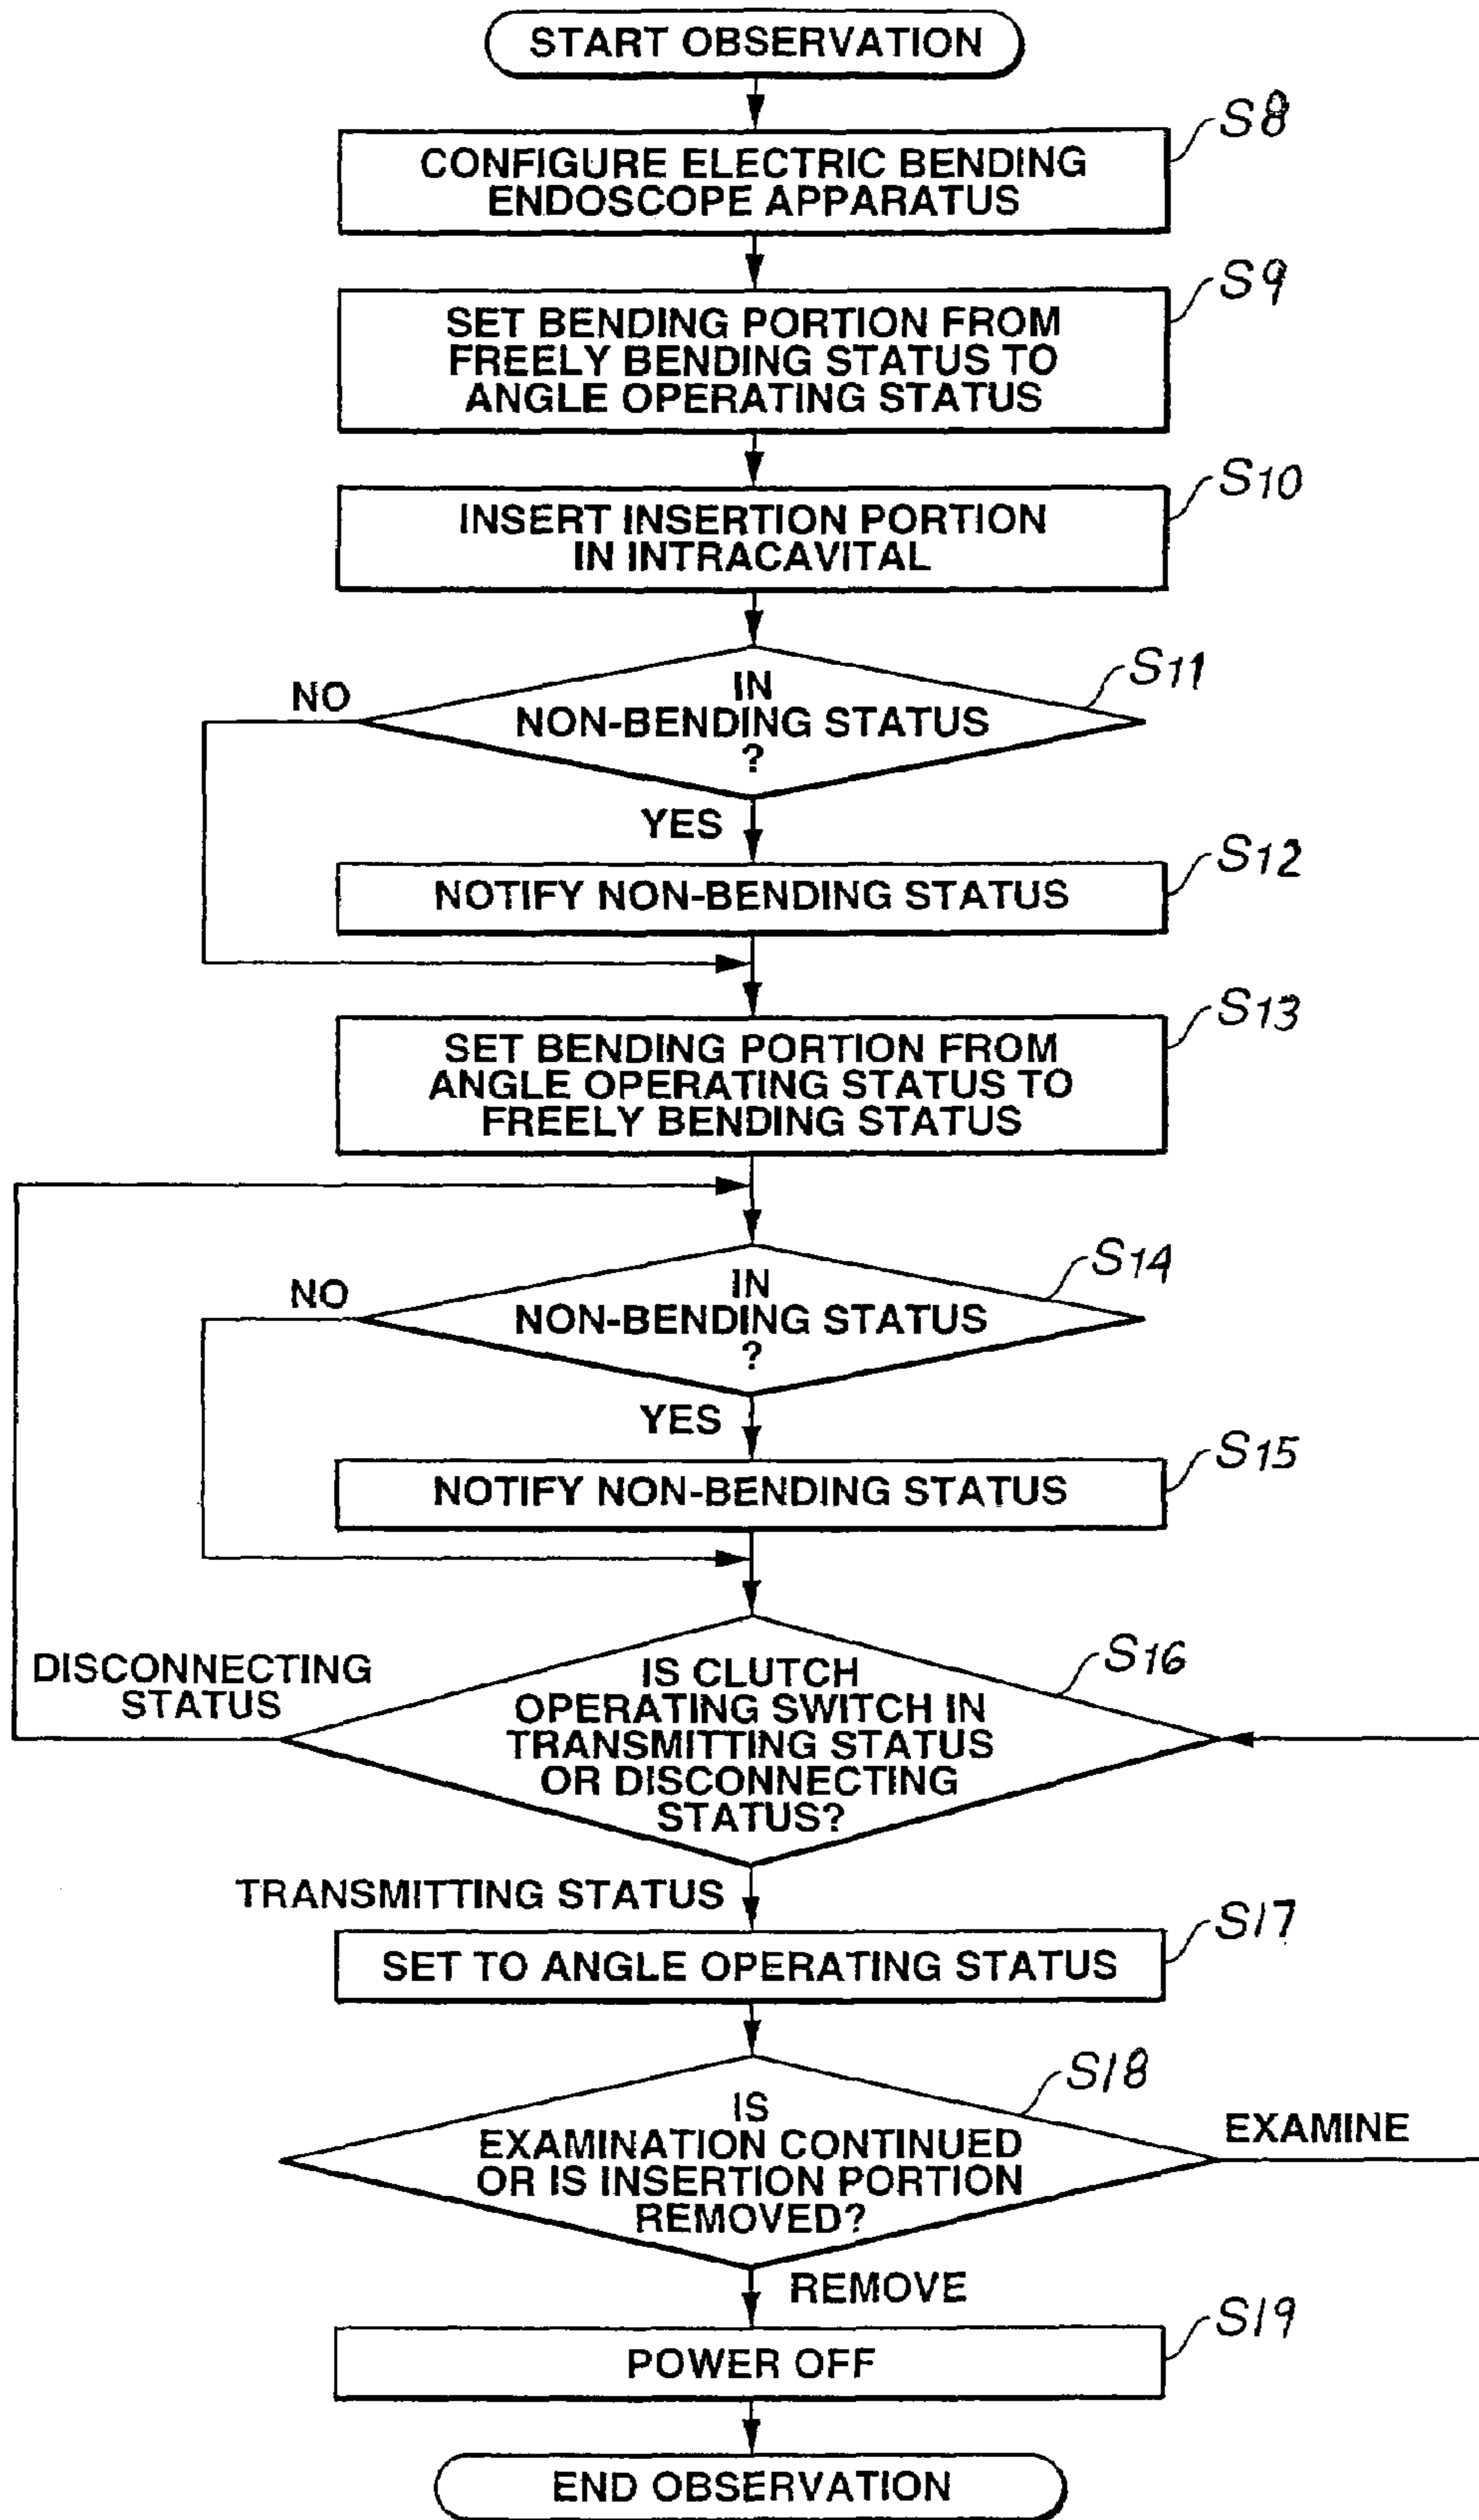 START OBSERVATION
S8
CONFIGURE ELECTRIC BENDING
ENDOSCOPE APPARATUS
S9
SET BENDING PORTION FROM
FREELY BENDING STATUS TO
ANGLE OPERATING STATUS
S10
INSERT INSERTION PORTION
IN INTRACAVITAL
S11
NO
IN
NON-BENDING STATUS
?
YES
S12
NOTIFY NON-BENDING STATUS
S13
SET BENDING PORTION FROM
ANGLE OPERATING STATUS TO
FREELY BENDING STATUS
S14
NO
IN
NON-BENDING STATUS
?
YES
S15
NOTIFY NON-BENDING STATUS
S16
DISCONNECTING
STATUS
IS CLUTCH
OPERATING SWITCH IN
TRANSMITTING STATUS
OR DISCONNECTING
STATUS?
TRANSMITTING STATUS
S17
SET TO ANGLE OPERATING STATUS
S18
IS
EXAMINATION CONTINUED
OR IS INSERTION PORTION
REMOVED?
EXAMINE
REMOVE
S19
POWER OFF
END OBSERVATION